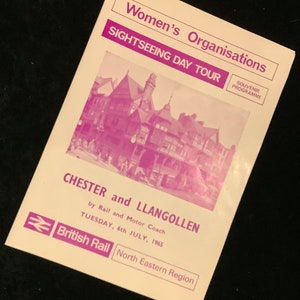 Women's Organisations
SIGHTSEEING DAY TOUR
SOUVENIR
PROGRAMME
CHESTER and LLANGOLLEN
by Rail and Motor Coach
TUESDAY, 6th JULY, 1965
British Rail
North Eastern Region